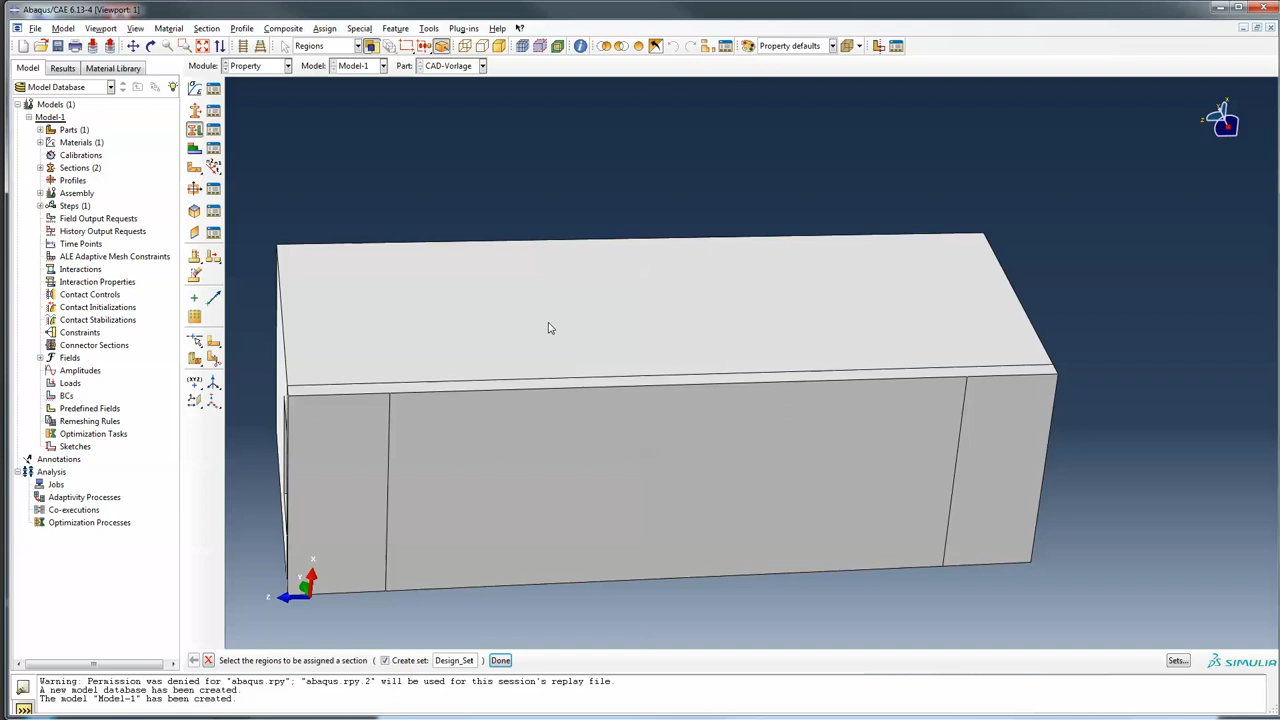 Abaqus/CAE 6.13-4 [Viewport: 1]
File Model Viewport View Material Section Profile Composite Assign Special Feature Tools Plug-ins Help
Regions Property defaults
Model Results Material Library Module: Property Model: Model-1 Part: CAD-Vorlage
Model Database
Models (1)
Model-1
Parts (1)
Materials (1)
Calibrations
Sections (2)
Profiles
Assembly
Steps (1)
Field Output Requests
History Output Requests
Time Points
ALE Adaptive Mesh Constraints
Interactions
Interaction Properties
Contact Controls
Contact Initializations
Contact Stabilizations
Constraints
Connector Sections
Fields
Amplitudes
Loads
BCs
Predefined Fields
Remeshing Rules
Optimization Tasks
Sketches
Annotations
Analysis
Jobs
Adaptivity Processes
Co-executions
Optimization Processes
X
Y
Z
Select the regions to be assigned a section ( Create set: Design_Set ) Done Sets... SIMULIA
Warning: Permission was denied for "abaqus.rpy"; "abaqus.rpy.2" will be used for this session's replay file.
A new model database has been created.
The model "Model-1" has been created.